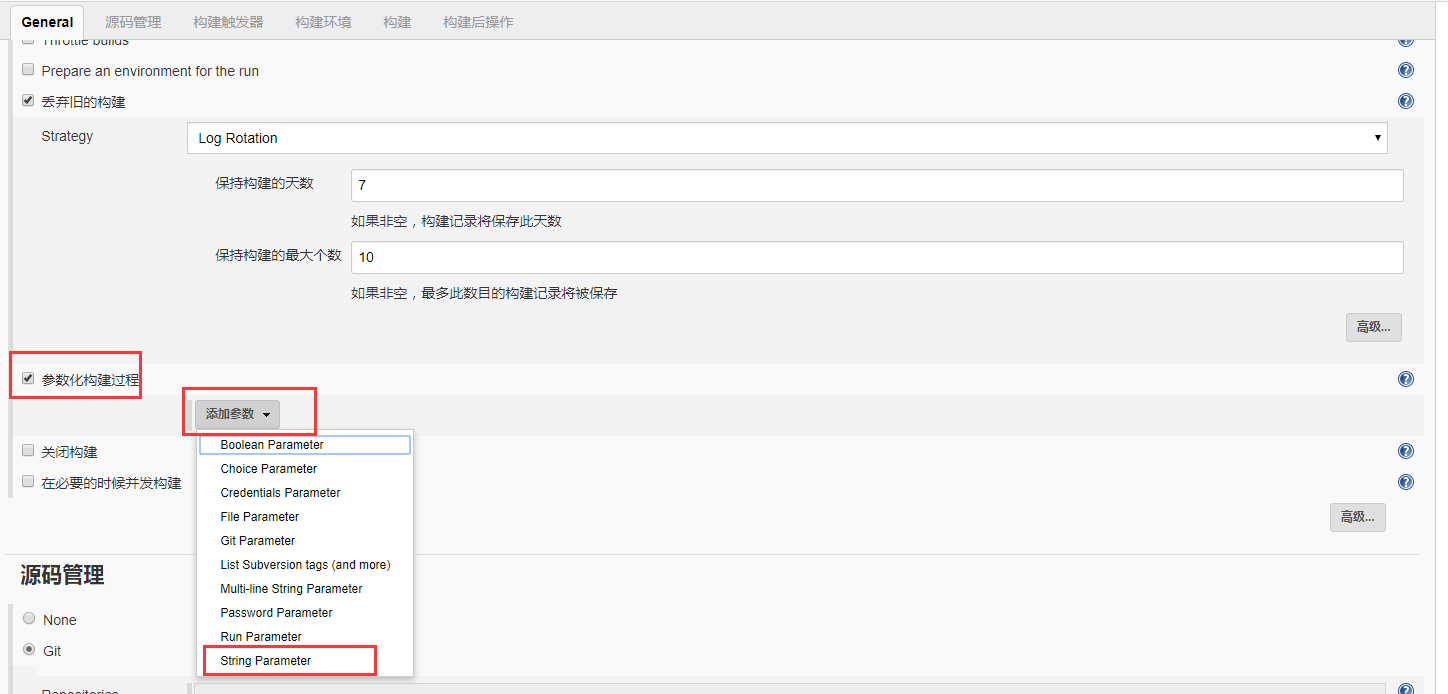 General 源码管理 构建触发器 构建环境 构建 构建后操作
Throttle builds
Prepare an environment for the run
丢弃旧的构建
Strategy Log Rotation
保持构建的天数 7
如果非空，构建记录将保存此天数
保持构建的最大个数 10
如果非空，最多此数目的构建记录将被保存
高级...
参数化构建过程
添加参数
Boolean Parameter
Choice Parameter
Credentials Parameter
File Parameter
Git Parameter
List Subversion tags (and more)
Multi-line String Parameter
Password Parameter
Run Parameter
String Parameter
关闭构建
在必要的时候并发构建
高级...
源码管理
None
Git
Repositories